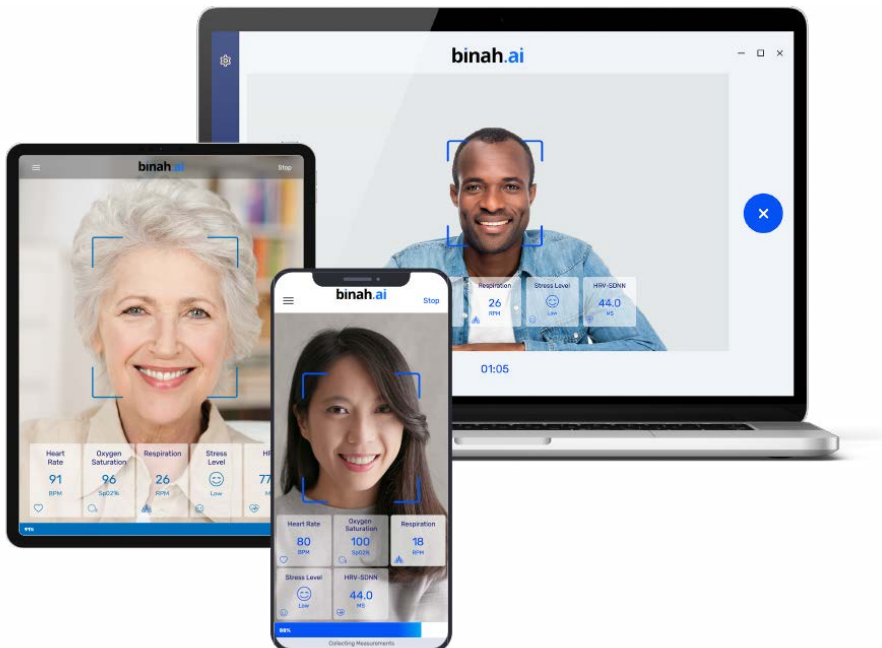 binah.ai
Respiration
26
RPM
Stress Level
Low
HRV-SDNN
44.0
MS
01:05
binah.ai
Stop
Heart
Rate
91
BPM
Oxygen
Saturation
96
SpO2%
Respiration
26
RPM
Stress
Level
Low
77
binah.ai
Stop
Heart Rate
80
BPM
Oxygen
Saturation
100
SpO2%
Respiration
18
RPM
Stress Level
Low
HRV-SDNN
44.0
MS
88%
Collecting Measurements